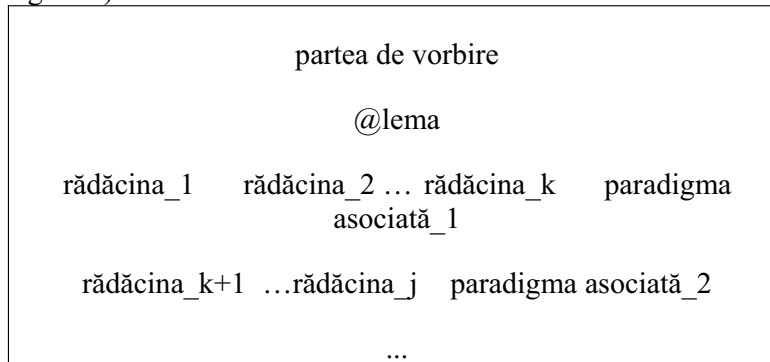 partea de vorbire
@lema
rădăcina_1 rădăcina_2 … rădăcina_k paradigma
asociată_1
rădăcina_k+1 …rădăcina_j paradigma asociată_2
...